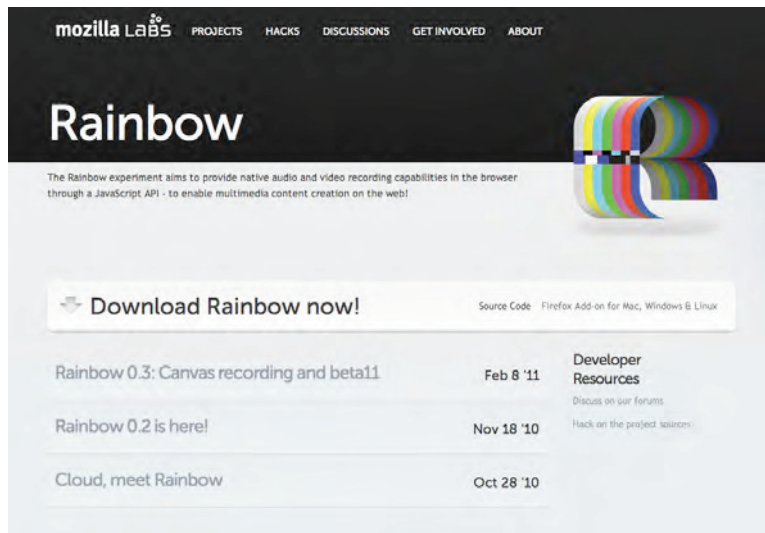 mozilla LABS PROJECTS HACKS DISCUSSIONS GET INVOLVED ABOUT
Rainbow
The Rainbow experiment aims to provide native audio and video recording capabilities in the browser
through a JavaScript API - to enable multimedia content creation on the web!
Download Rainbow now! Source Code Firefox Add-on for Mac, Windows & Linux
Rainbow 0.3: Canvas recording and beta11 Feb 8 '11
Rainbow 0.2 is here! Nov 18 '10
Cloud, meet Rainbow Oct 28 '10
Developer
Resources
Discuss on our forums
Hack on the project sources